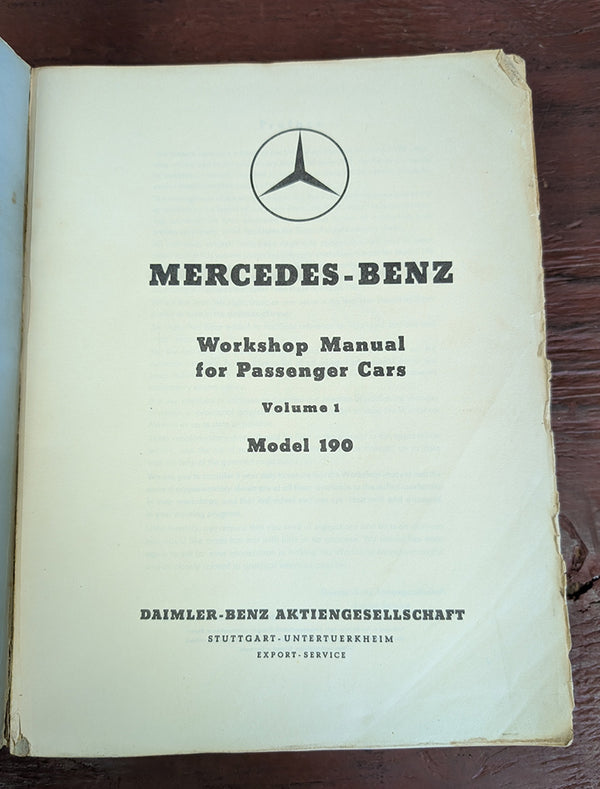 MERCEDES-BENZ
Workshop Manual
for Passenger Cars
Volume 1
Model 190
DAIMLER-BENZ AKTIENGESELLSCHAFT
STUTTGART-UNTERTUERKHEIM
EXPORT-SERVICE